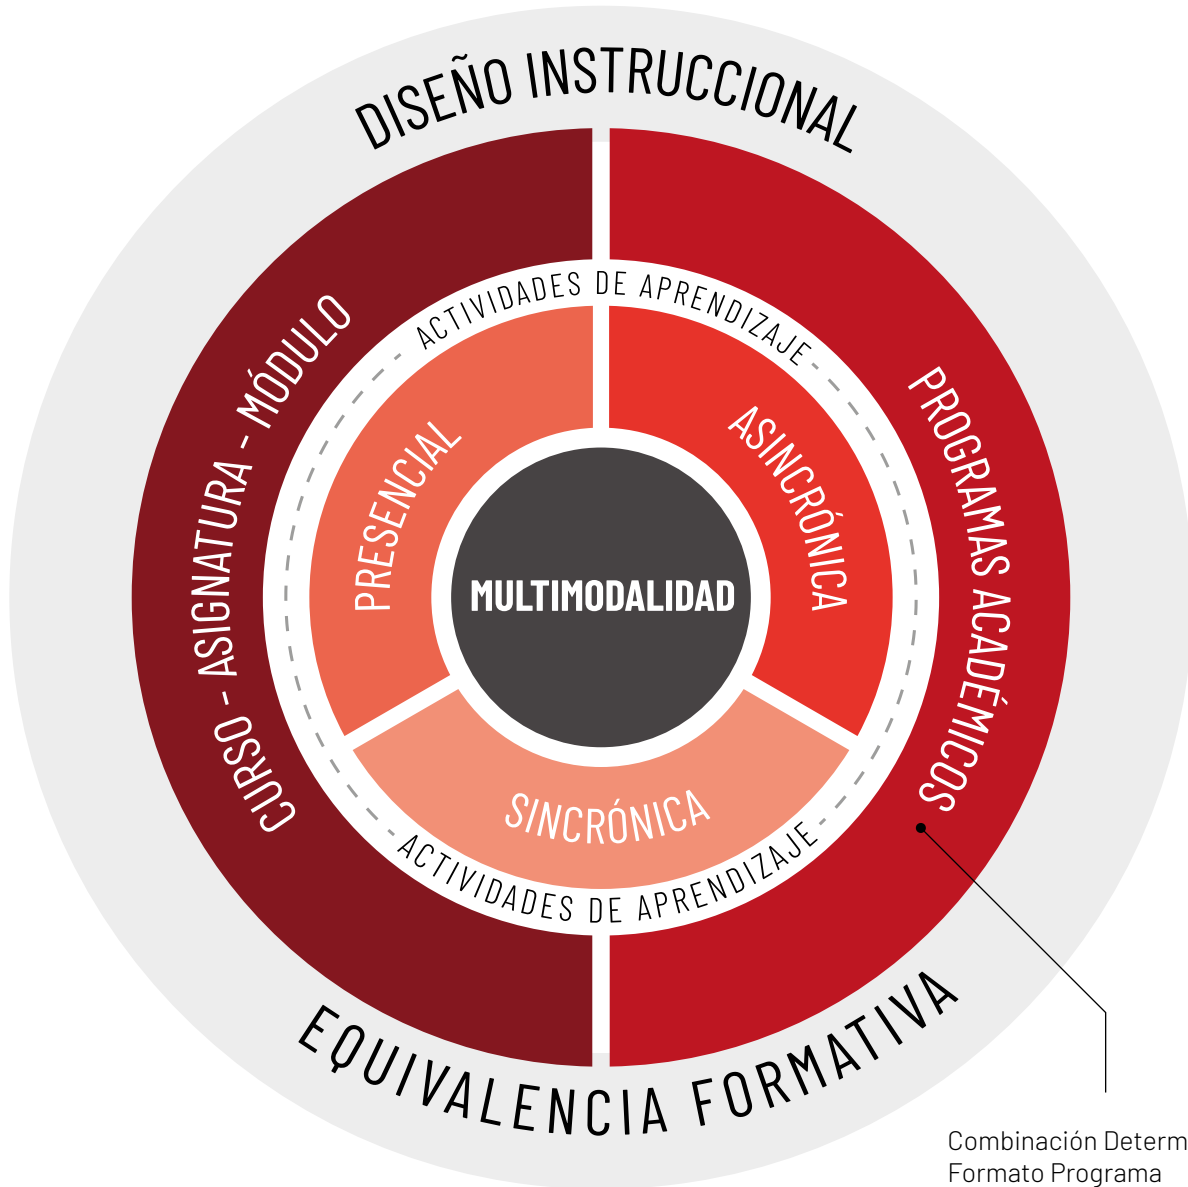 DISEÑO INSTRUCCIONAL
ACTIVIDADES DE APRENDIZAJE
CURSO - ASIGNATURA - MÓDULO
PRESENCIAL
ASINCRÓNICA
PROGRAMAS ACADÉMICOS
MULTIMODALIDAD
SINCRÓNICA
ACTIVIDADES DE APRENDIZAJE
EQUIVALENCIA FORMATIVA
Combinación Determ
Formato Programa